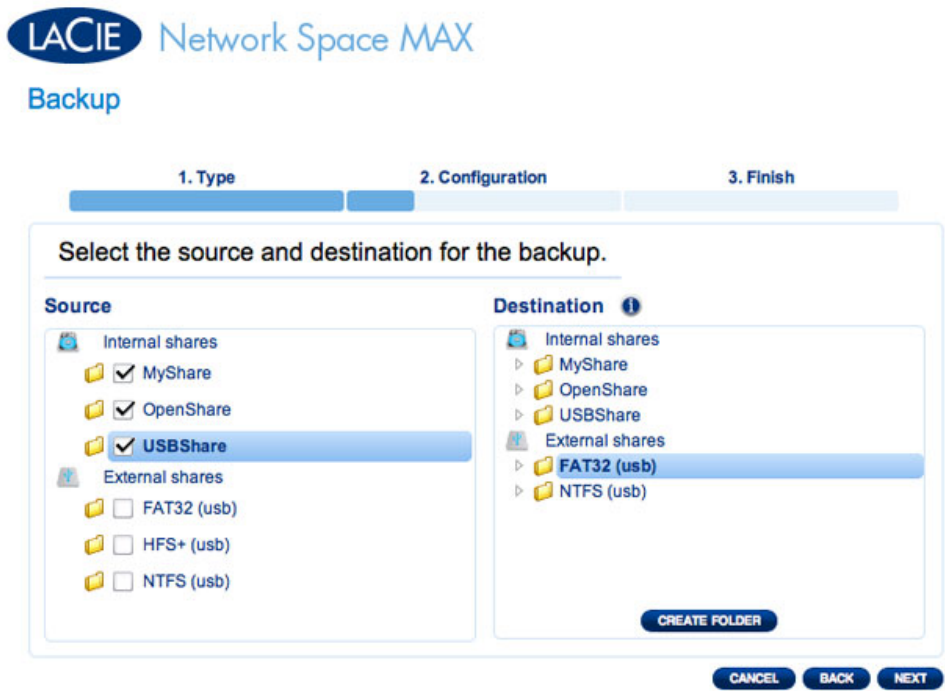 LACIE Network Space MAX
Backup
1. Type 2. Configuration 3. Finish
Select the source and destination for the backup.
Source
Internal shares
MyShare
OpenShare
USBShare
External shares
FAT32 (usb)
HFS+ (usb)
NTFS (usb)
Destination i
Internal shares
MyShare
OpenShare
USBShare
External shares
FAT32 (usb)
NTFS (usb)
CREATE FOLDER
CANCEL BACK NEXT